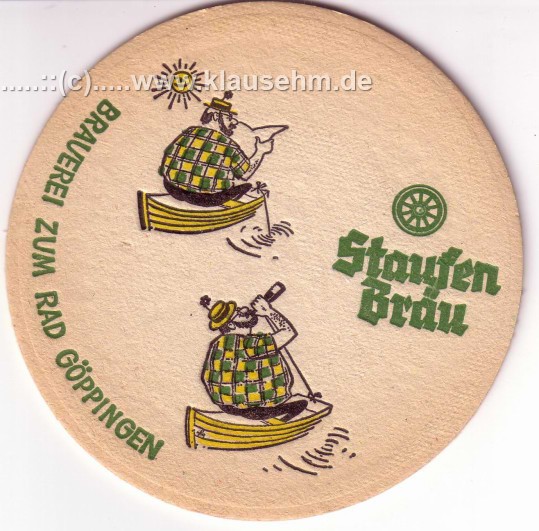 .....::(c).....www.klausehm.de
BRAUEREI ZUM RAD GÖPPINGEN
Staufen
Bräu